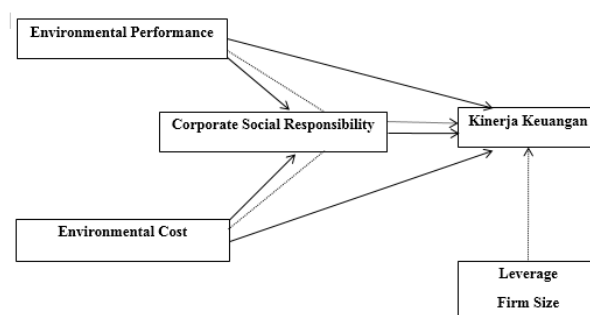 Environmental Performance
Corporate Social Responsibility
Kinerja Keuangan
Environmental Cost
Leverage
Firm Size